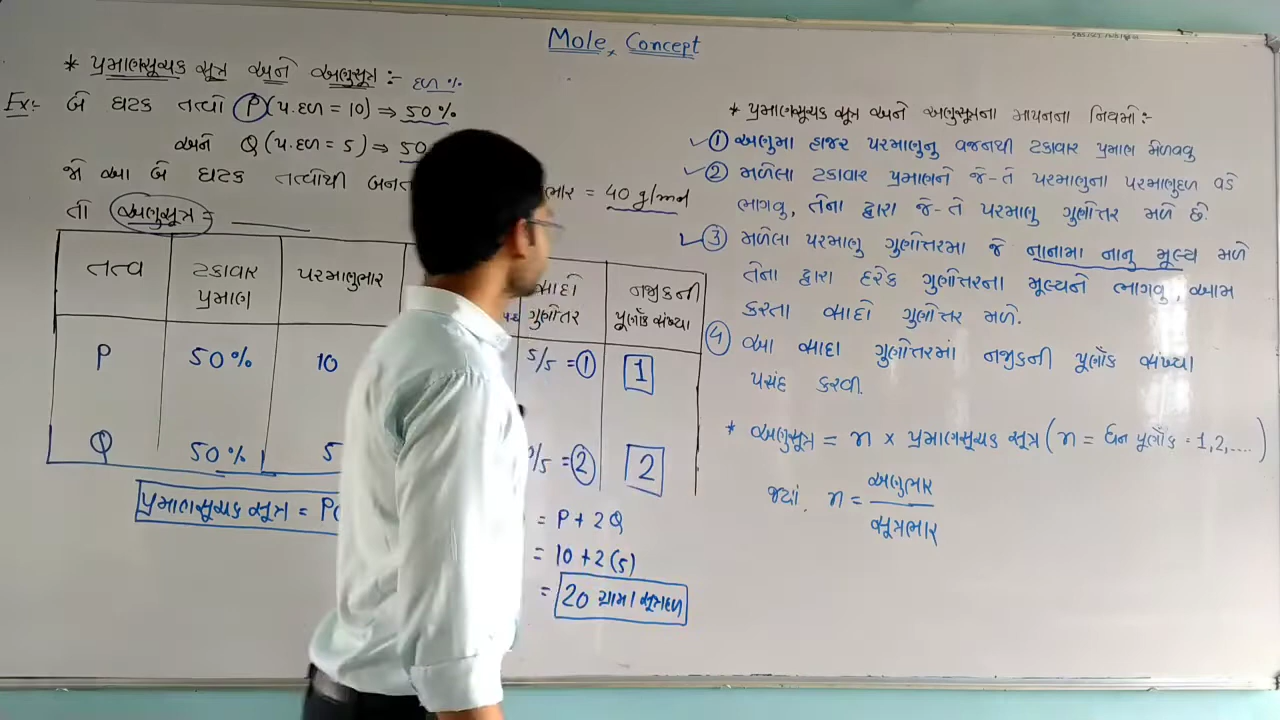 Mole Concept
* પ્રમાણસૂચક સૂત્ર અને અણુસૂત્ર :- દળ %
Ex:- બે ઘટક તત્વો P (પ.દળ = 10) ⇒ 50%
અને Q (પ.દળ = 5) ⇒ 50
જો આ બે ઘટક તત્વોથી બનત ભાર = 40 g/mol
તો અણુસૂત્ર = ______
તત્વ ટકાવાર પ્રમાણ પરમાણુભાર સાદો ગુણોત્તર નજીકની પૂર્ણાંક સંખ્યા
P 50% 10 5/5 = 1 1
Q 50% 5 /5 = 2 2
પ્રમાણસૂચક સૂત્ર = P
= P + 2Q
= 10 + 2(5)
= 20 ગ્રામ/સૂત્રદળ
* પ્રમાણસૂચક સૂત્ર અને અણુસૂત્રના માપનના નિયમો :-
① અણુમા હાજર પરમાણુનુ વજનથી ટકાવાર પ્રમાણ મેળવવુ
② મળેલા ટકાવાર પ્રમાણને જે-તે પરમાણુના પરમાણુદળ વડે
ભાગવુ, તેના દ્વારા જે-તે પરમાણુ ગુણોત્તર મળે છે.
③ મળેલા પરમાણુ ગુણોત્તરમા જે નાનામા નાનુ મૂલ્ય મળે
તેના દ્વારા દરેક ગુણોત્તરના મૂલ્યને ભાગવુ, આમ
કરતા સાદો ગુણોત્તર મળે.
④ આ સાદા ગુણોત્તરમાં નજીકની પૂર્ણાંક સંખ્યા
પસંદ કરવી.
* અણુસૂત્ર = n × પ્રમાણસૂચક સૂત્ર (n = ધન પૂર્ણાંક = 1,2,....)
જ્યાં, n = અણુભાર
સૂત્રભાર